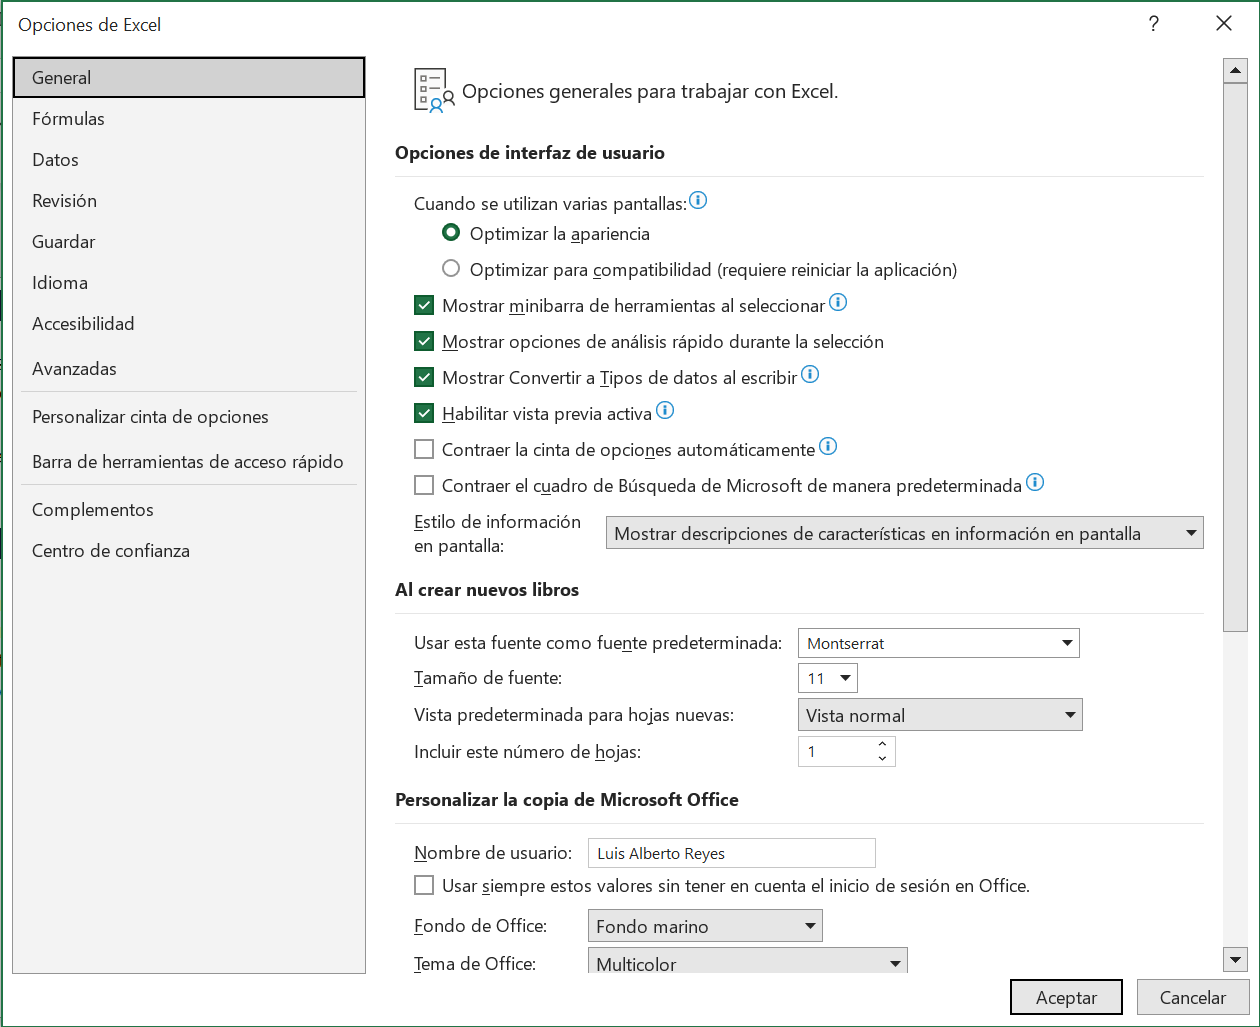 Opciones de Excel
?
General
Fórmulas
Datos
Revisión
Guardar
Idioma
Accesibilidad
Avanzadas
Personalizar cinta de opciones
Barra de herramientas de acceso rápido
Complementos
Centro de confianza
Opciones generales para trabajar con Excel.
Opciones de interfaz de usuario
Cuando se utilizan varias pantallas:
Optimizar la apariencia
Optimizar para compatibilidad (requiere reiniciar la aplicación)
Mostrar minibarra de herramientas al seleccionar
Mostrar opciones de análisis rápido durante la selección
Mostrar Convertir a Tipos de datos al escribir
Habilitar vista previa activa
Contraer la cinta de opciones automáticamente
Contraer el cuadro de Búsqueda de Microsoft de manera predeterminada
Estilo de información
en pantalla:
Mostrar descripciones de características en información en pantalla
Al crear nuevos libros
Usar esta fuente como fuente predeterminada: Montserrat
Tamaño de fuente: 11
Vista predeterminada para hojas nuevas: Vista normal
Incluir este número de hojas: 1
Personalizar la copia de Microsoft Office
Nombre de usuario: Luis Alberto Reyes
Usar siempre estos valores sin tener en cuenta el inicio de sesión en Office.
Fondo de Office: Fondo marino
Tema de Office: Multicolor
Aceptar Cancelar